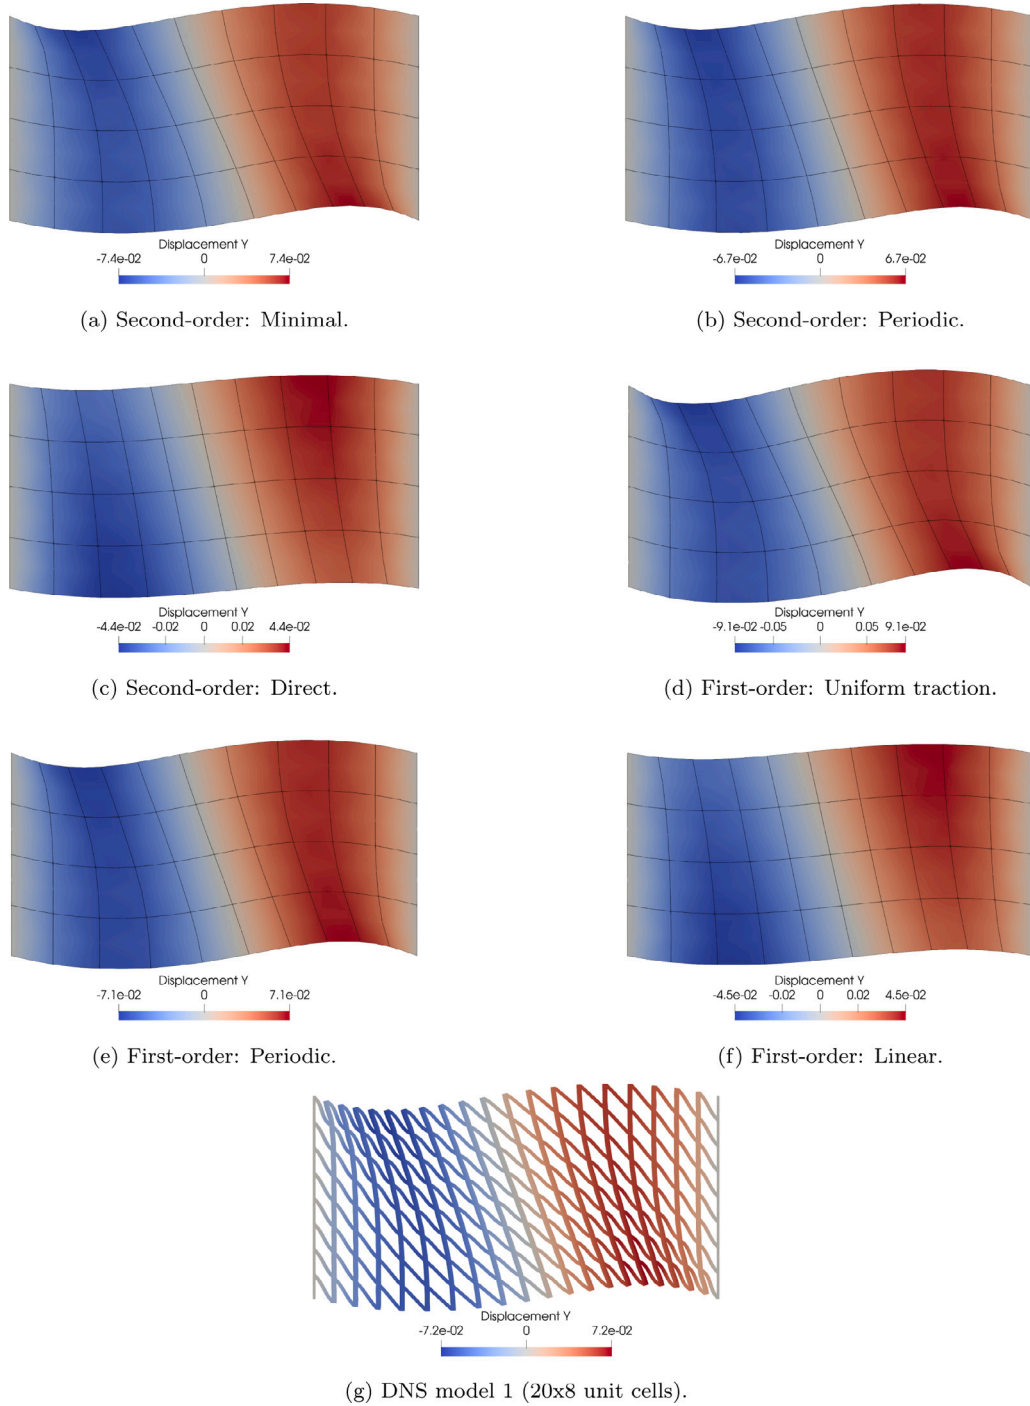 Displacement Y
-7.4e-02 0 7.4e-02
(a) Second-order: Minimal.
Displacement Y
-6.7e-02 0 6.7e-02
(b) Second-order: Periodic.
Displacement Y
-4.4e-02 -0.02 0 0.02 4.4e-02
(c) Second-order: Direct.
Displacement Y
-9.1e-02 -0.05 0 0.05 9.1e-02
(d) First-order: Uniform traction.
Displacement Y
-7.1e-02 0 7.1e-02
(e) First-order: Periodic.
Displacement Y
-4.5e-02 -0.02 0 0.02 4.5e-02
(f) First-order: Linear.
Displacement Y
-7.2e-02 0 7.2e-02
(g) DNS model 1 (20x8 unit cells).